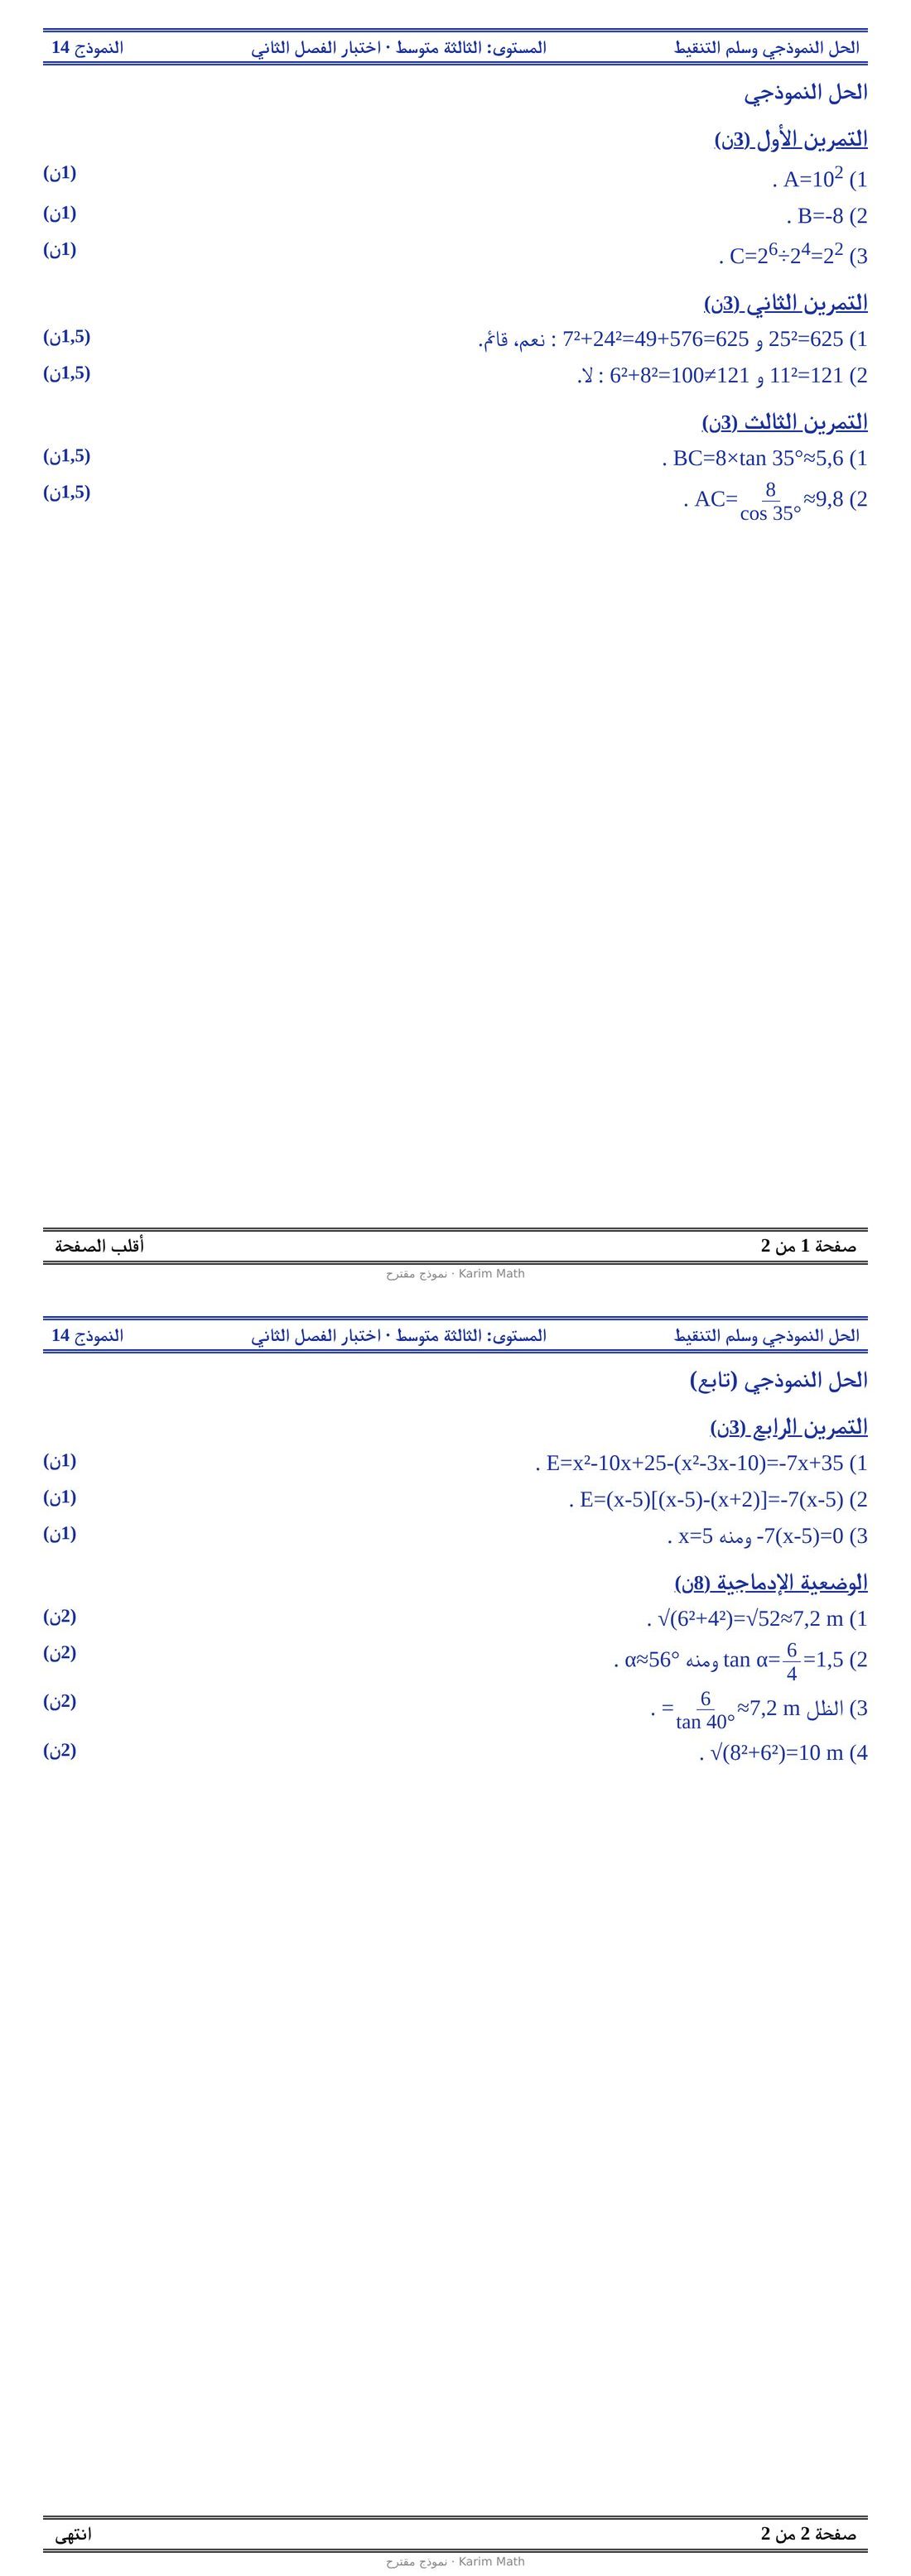 الحل النموذجي وسلم التنقيط المستوى: الثالثة متوسط · اختبار الفصل الثاني النموذج 14
الحل النموذجي
التمرين الأول (3ن)
1) A=10² . (1ن)
2) B=-8 . (1ن)
3) C=2⁶÷2⁴=2² . (1ن)
التمرين الثاني (3ن)
1) 25²=625 و 7²+24²=49+576=625 : نعم، قائم. (1,5ن)
2) 11²=121 و 6²+8²=100≠121 : لا. (1,5ن)
التمرين الثالث (3ن)
1) BC=8×tan 35°≈5,6 . (1,5ن)
2) AC=8/cos 35°≈9,8 . (1,5ن)
صفحة 1 من 2 أقلب الصفحة
Karim Math · نموذج مقترح
الحل النموذجي وسلم التنقيط المستوى: الثالثة متوسط · اختبار الفصل الثاني النموذج 14
الحل النموذجي (تابع)
التمرين الرابع (3ن)
1) E=x²-10x+25-(x²-3x-10)=-7x+35 . (1ن)
2) E=(x-5)[(x-5)-(x+2)]=-7(x-5) . (1ن)
3) -7(x-5)=0 ومنه x=5 . (1ن)
الوضعية الإدماجية (8ن)
1) √(6²+4²)=√52≈7,2 m . (2ن)
2) tan α=6/4=1,5 ومنه α≈56° . (2ن)
3) الظل =6/tan 40°≈7,2 m . (2ن)
4) √(8²+6²)=10 m . (2ن)
صفحة 2 من 2 انتهى
Karim Math · نموذج مقترح